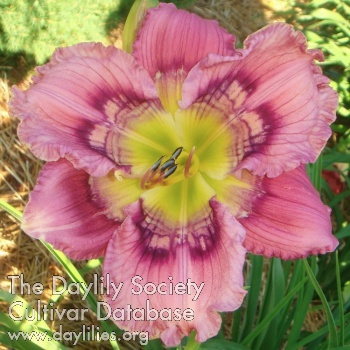 The Daylily Society
Cultivar Database
www.daylilies.org